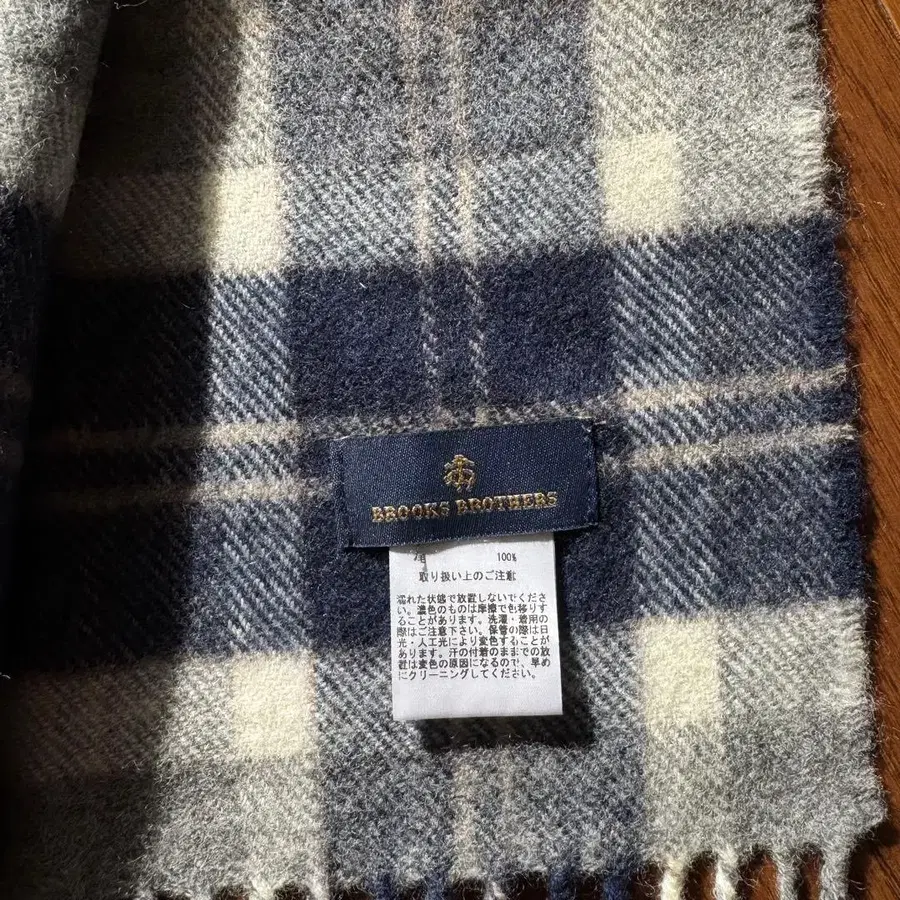 BROOKS BROTHERS
毛 100%
取り扱い上のご注意
濡れた状態で放置しないでくださ
い。濃色のものは摩擦で色移りす
ることがあります。洗濯・着用の
際はご注意下さい。保管の際は日
光・人工光により変色することが
あります。汗の付着のままでの放
置は変色の原因になるので、早め
にクリーニングしてください。